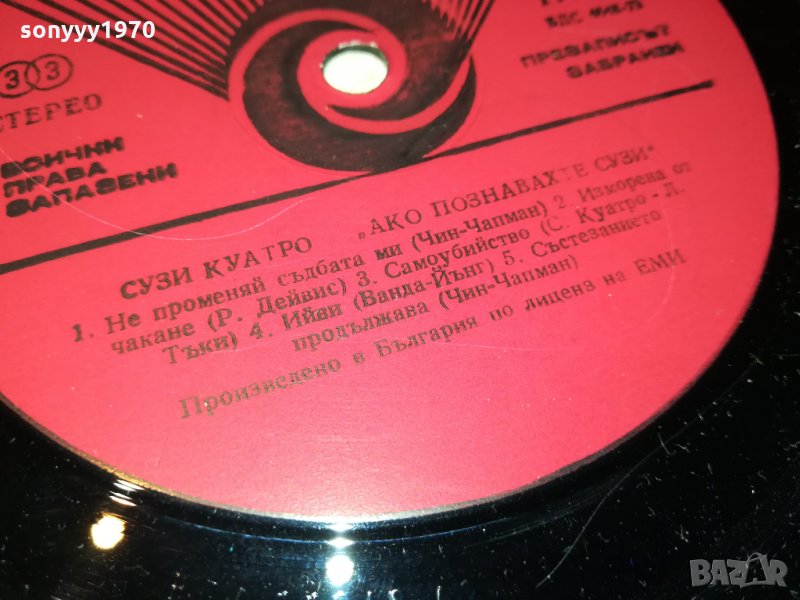 sonyyy1970
33
СТЕРЕО
ВСИЧКИ
ПРАВА
ЗАПАЗЕНИ
БДС
ПРЕЗАПИСЪТ
ЗАБРАНЕН
СУЗИ КУАТРО „АКО ПОЗНАВАХТЕ СУЗИ“
1. Не променяй съдбата ми (Чин-Чапман) 2. Изморена от
чакане (Р. Дейвис) 3. Самоубийство (С. Куатро - Л.
Тъки) 4. Ийви (Ванда-Йънг) 5. Състезанието
продължава (Чин-Чапман)
Произведено в България по лиценз на ЕМИ
BAZAR